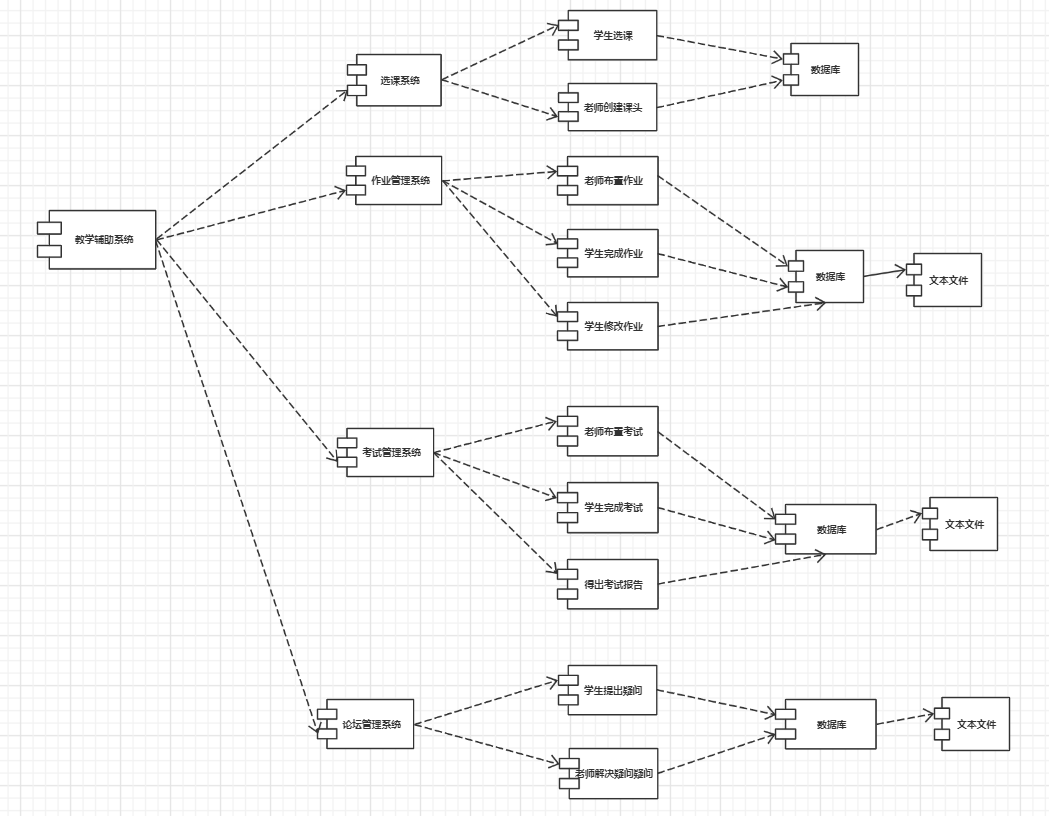 教学辅助系统
选课系统
学生选课
老师创建课头
数据库
作业管理系统
老师布置作业
学生完成作业
学生修改作业
数据库
文本文件
考试管理系统
老师布置考试
学生完成考试
得出考试报告
数据库
文本文件
论坛管理系统
学生提出疑问
老师解决疑问疑问
数据库
文本文件